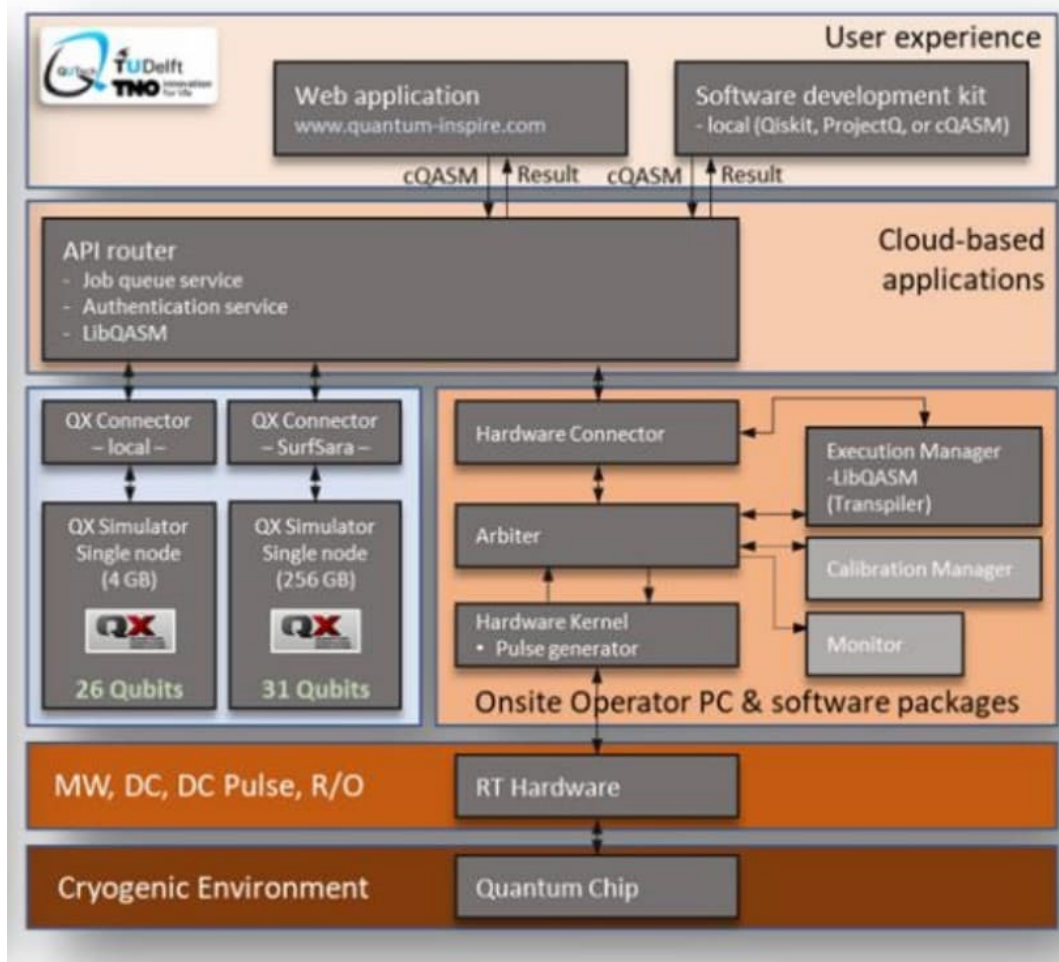 User experience
QuTech
TUDelft
TNO innovation
for life
Web application
www.quantum-inspire.com
Software development kit
- local (Qiskit, ProjectQ, or cQASM)
cQASM
Result
cQASM
Result
Cloud-based
applications
API router
- Job queue service
- Authentication service
- LibQASM
QX Connector
– local –
QX Connector
– SurfSara –
QX Simulator
Single node
(4 GB)
QX
26 Qubits
QX Simulator
Single node
(256 GB)
QX
31 Qubits
Hardware Connector
Execution Manager
-LibQASM
(Transpiler)
Arbiter
Calibration Manager
Hardware Kernel
• Pulse generator
Monitor
Onsite Operator PC & software packages
MW, DC, DC Pulse, R/O
RT Hardware
Cryogenic Environment
Quantum Chip